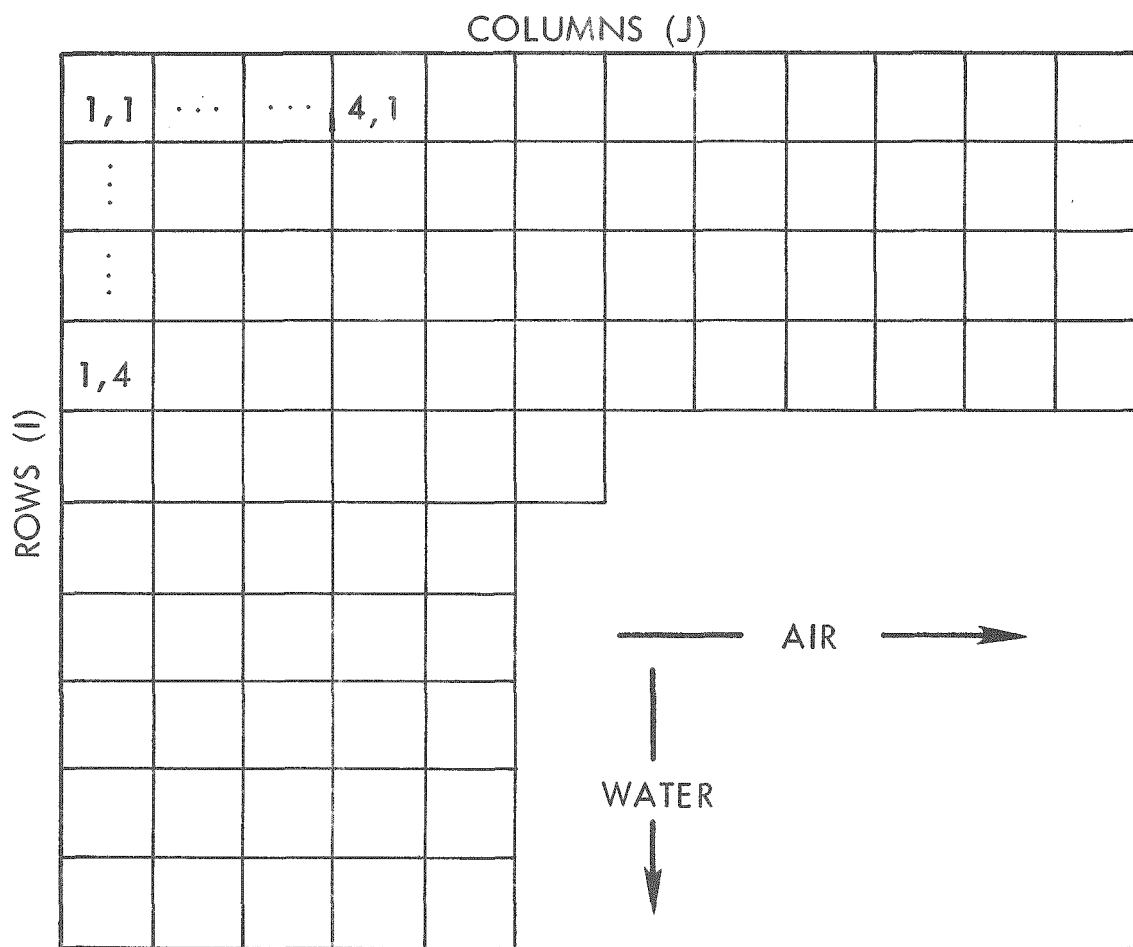 COLUMNS (J)
1,1 ... ... 4,1
⋮
⋮
1,4
ROWS (I)
AIR
WATER